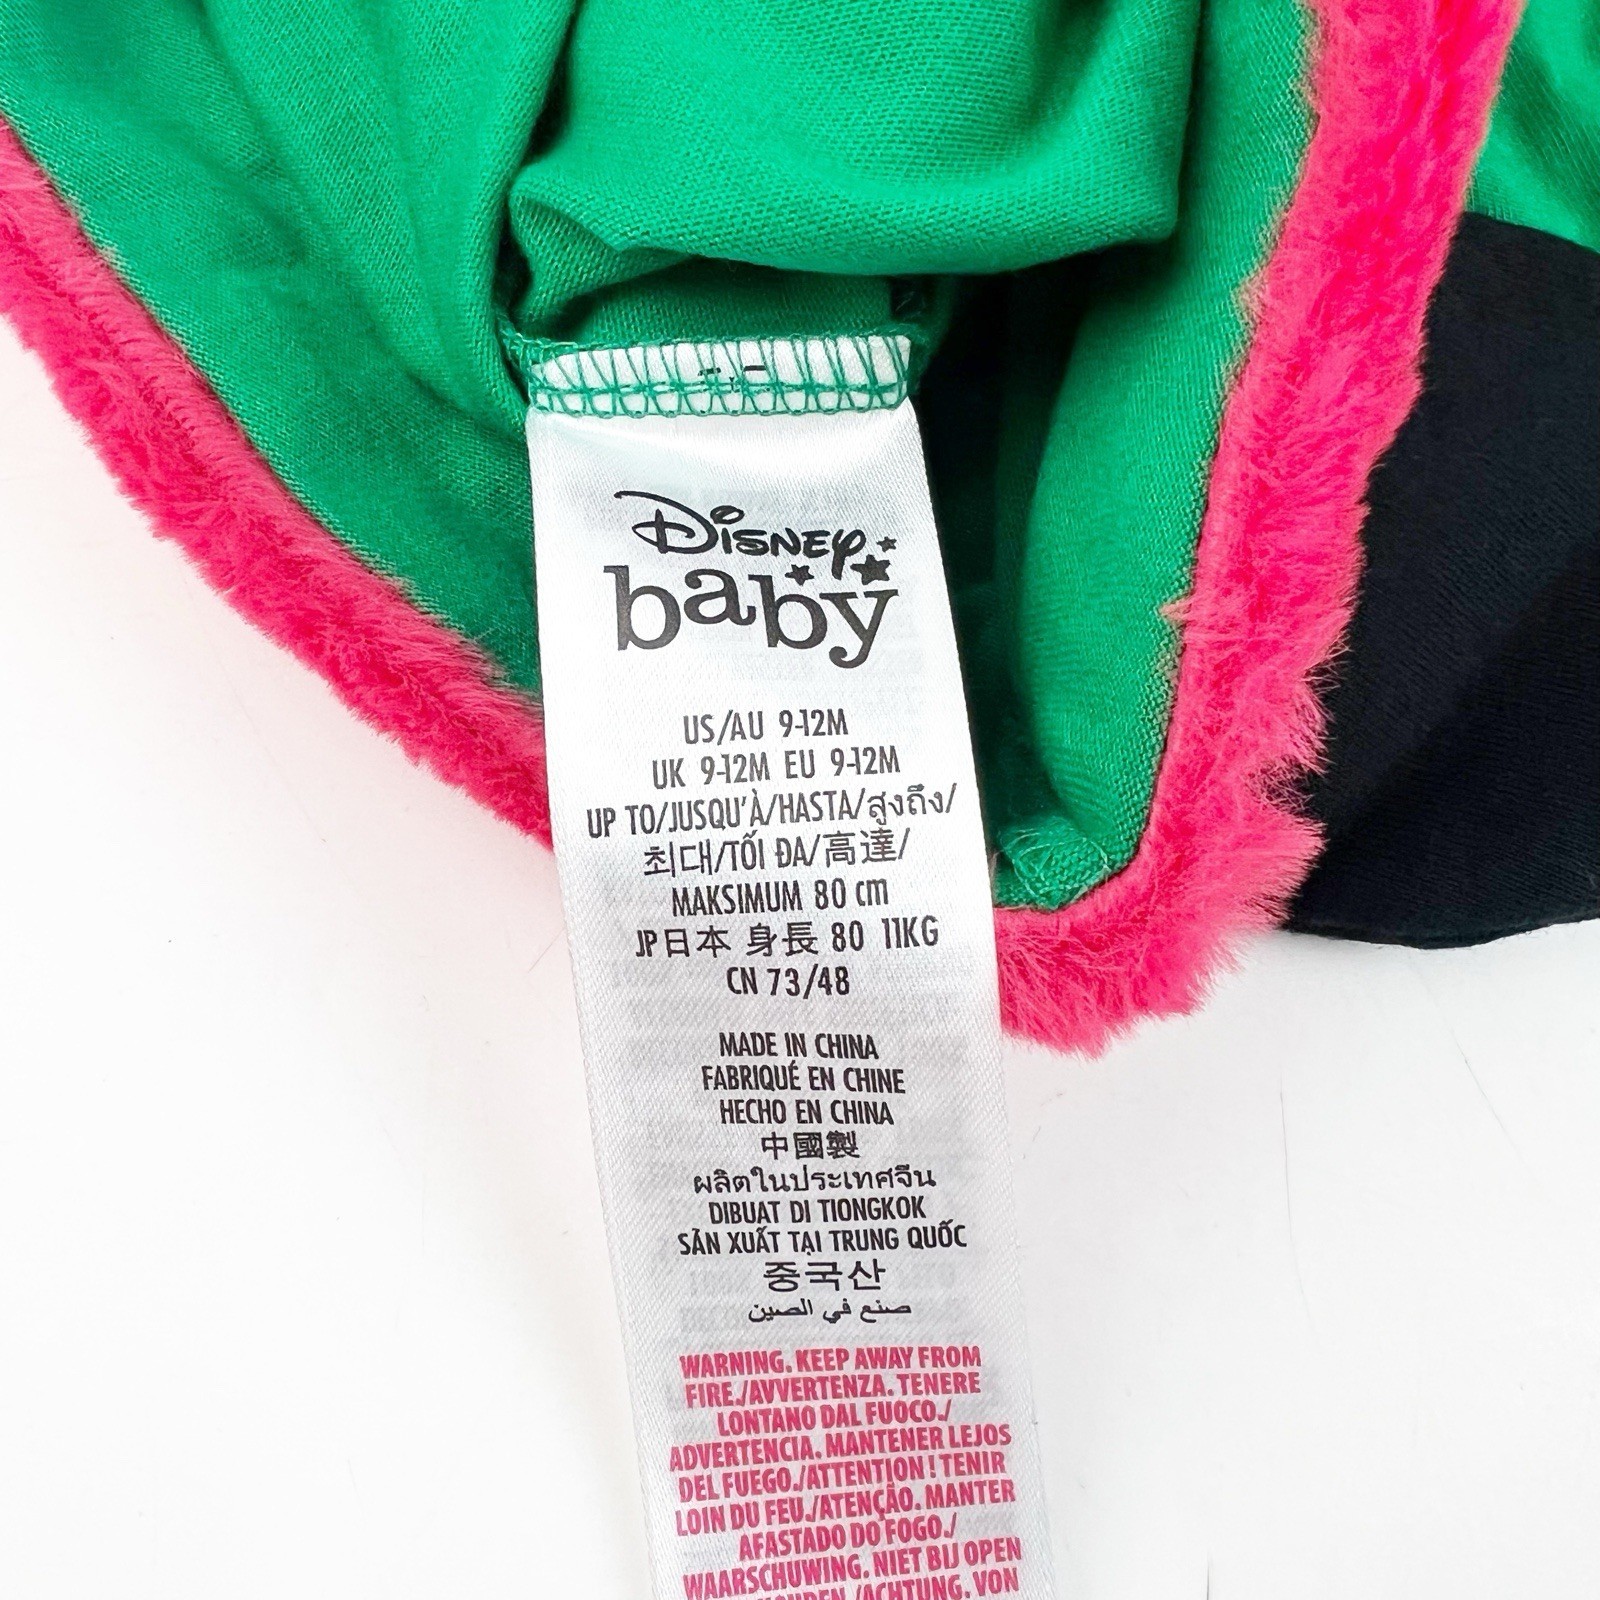 Disney
baby
US/AU 9-12M
UK 9-12M EU 9-12M
UP TO/JUSQU'À/HASTA/สูงถึง/
최대/TỐI ĐA/高達/
MAKSIMUM 80 cm
JP日本 身長 80 11KG
CN 73/48
MADE IN CHINA
FABRIQUÉ EN CHINE
HECHO EN CHINA
中國製
ผลิตในประเทศจีน
DIBUAT DI TIONGKOK
SẢN XUẤT TẠI TRUNG QUỐC
중국산
صنع في الصين
WARNING. KEEP AWAY FROM
FIRE./AVVERTENZA. TENERE
LONTANO DAL FUOCO./
ADVERTENCIA. MANTENER LEJOS
DEL FUEGO./ATTENTION ! TENIR
LOIN DU FEU./ATENÇÃO. MANTER
AFASTADO DO FOGO./
WAARSCHUWING. NIET BIJ OPEN
/ACHTUNG. VON